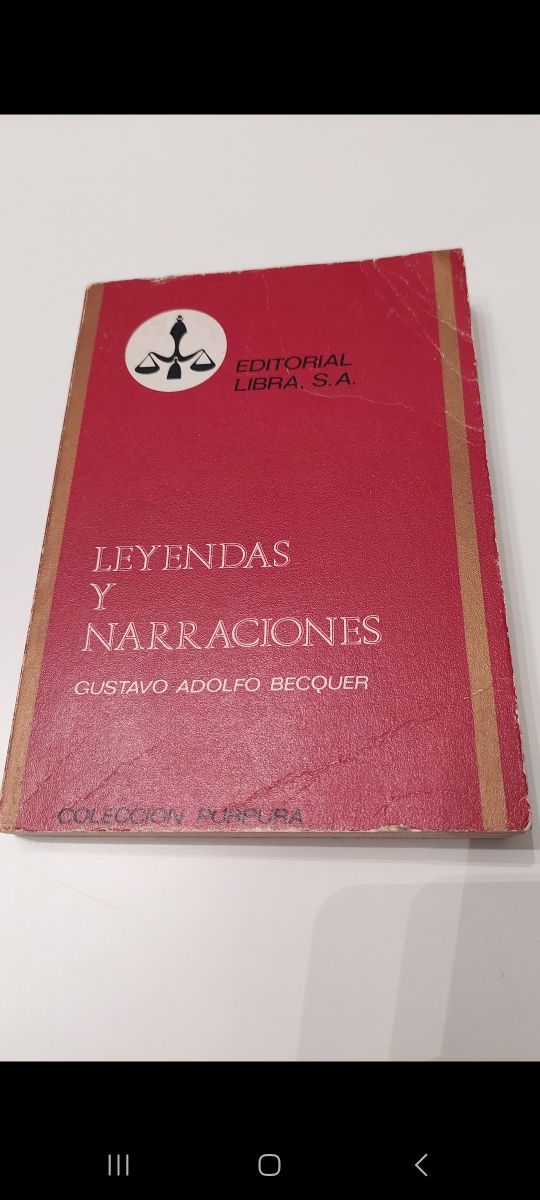 EDITORIAL
LIBRA, S.A.
LEYENDAS
Y
NARRACIONES
GUSTAVO ADOLFO BECQUER
COLECCION PURPURA